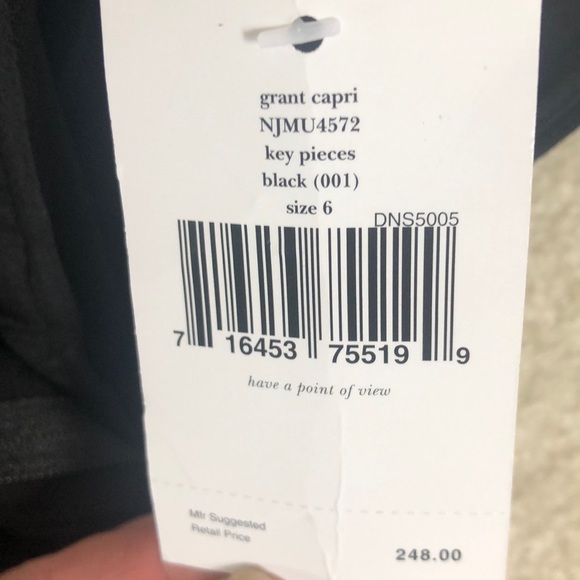 grant capri
NJMU4572
key pieces
black (001)
size 6
DNS5005
7 16453 75519 9
have a point of view
Mfr Suggested
Retail Price
248.00